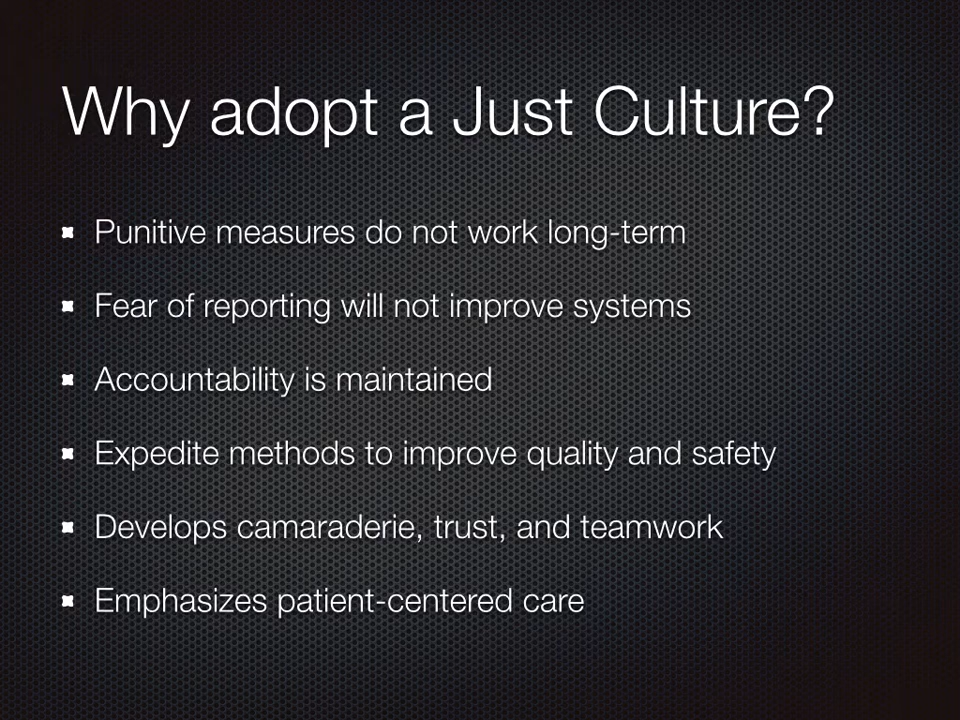 Why adopt a Just Culture?
Punitive measures do not work long-term
Fear of reporting will not improve systems
Accountability is maintained
Expedite methods to improve quality and safety
Develops camaraderie, trust, and teamwork
Emphasizes patient-centered care